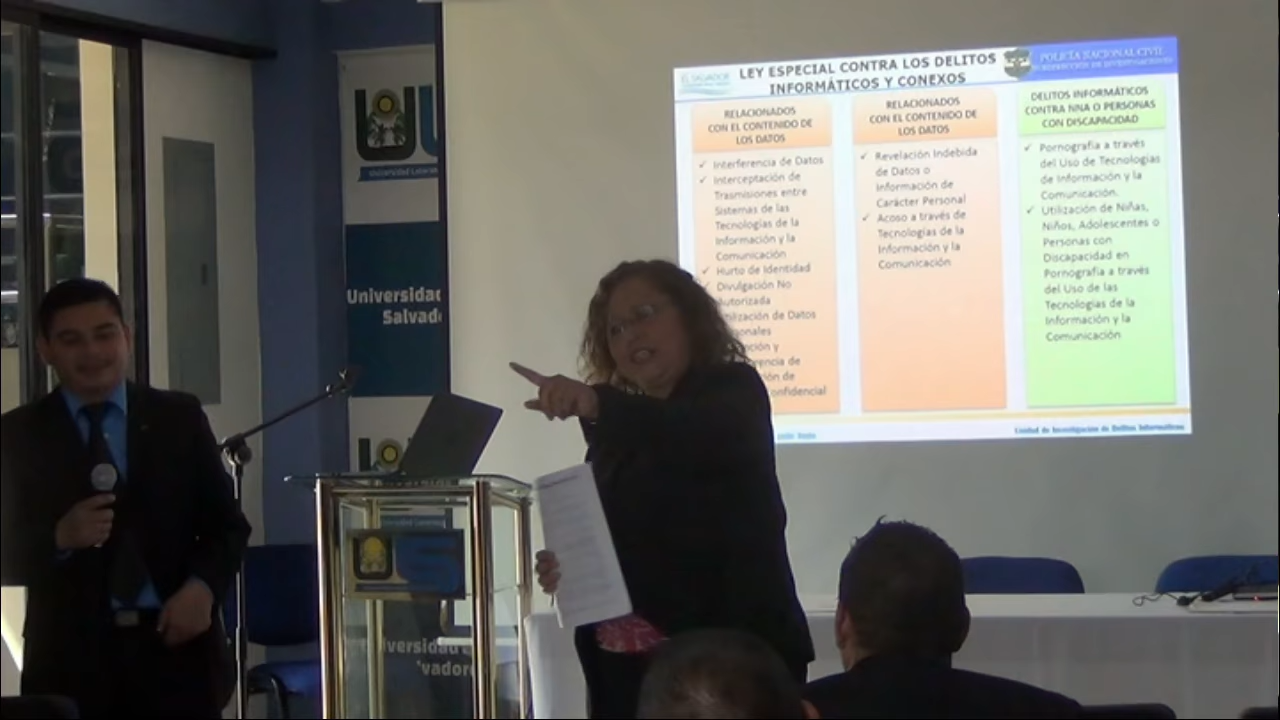 LEY ESPECIAL CONTRA LOS DELITOS
INFORMÁTICOS Y CONEXOS
EL SALVADOR
POLICÍA NACIONAL CIVIL
RELACIONADOS
CON EL CONTENIDO DE
LOS DATOS
✓ Interferencia de Datos
✓ Interceptación de
Trasmisiones entre
Sistemas de las
Tecnologías de la
Información y la
Comunicación
✓ Hurto de Identidad
Divulgación No
Autorizada
de Datos
RELACIONADOS
CON EL CONTENIDO DE
LOS DATOS
✓ Revelación Indebida
de Datos o
Información de
Carácter Personal
✓ Acoso a través de
Tecnologías de la
Información y la
Comunicación
DELITOS INFORMÁTICOS
CONTRA NNA O PERSONAS
CON DISCAPACIDAD
✓ Pornografía a través
del Uso de Tecnologías
de Información y la
Comunicación.
✓ Utilización de Niñas,
Niños, Adolescentes o
Personas con
Discapacidad en
Pornografía a través
del Uso de las
Tecnologías de la
Información y la
Comunicación
Unidad de Investigación de Delitos Informáticos
Universidad
Salvad
US